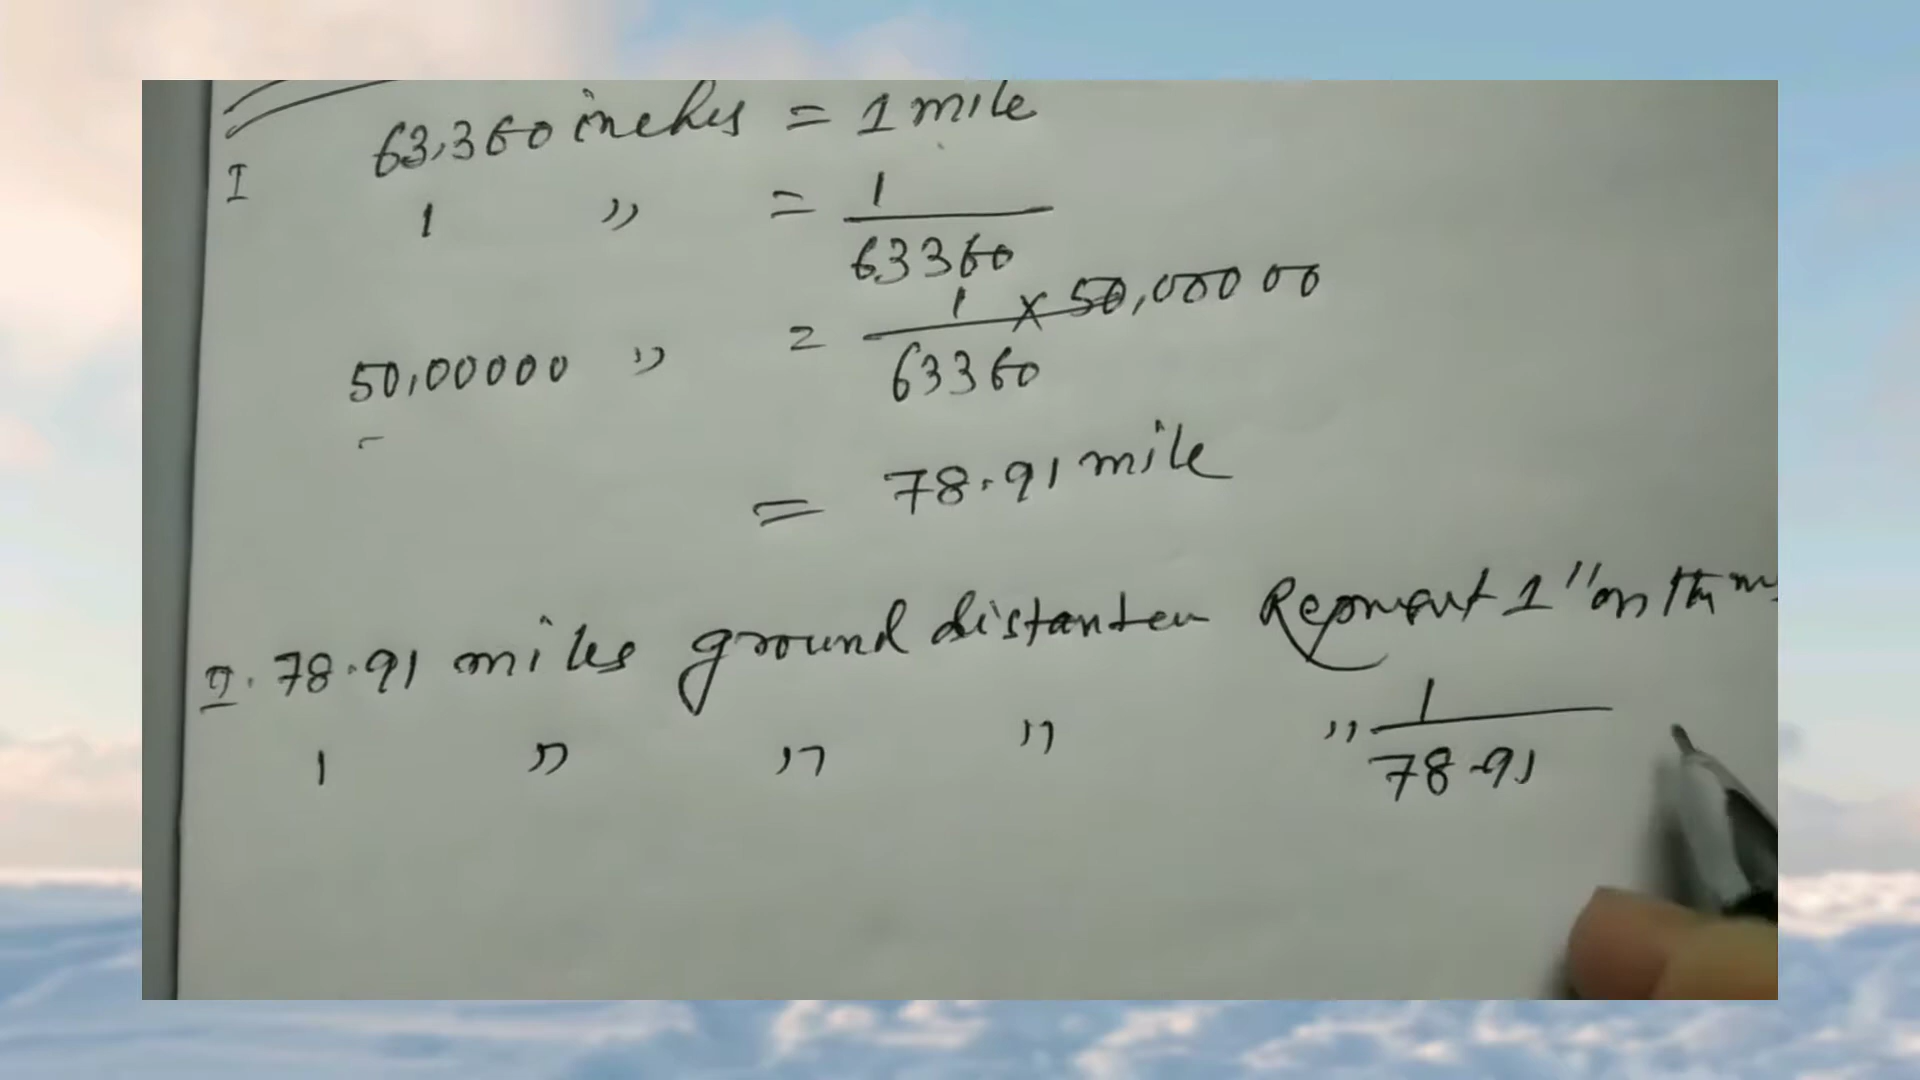 63,360 inches = 1 mile
I
1 " = 1/63360
50,00000 " = 1/63360 x 50,00000
= 78.91 mile
II. 78.91 miles ground distanten Represent 1" on the m
1 " " " " 1/78.91